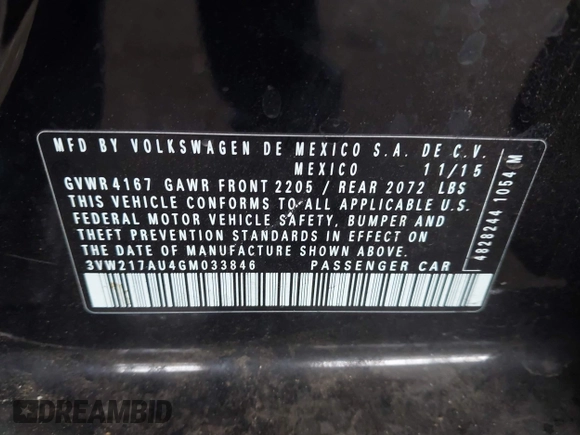 MFD BY VOLKSWAGEN DE MEXICO S.A. DE C.V.
MEXICO 11/15
GVWR 4167 GAWR FRONT 2205 / REAR 2072 LBS
THIS VEHICLE CONFORMS TO ALL APPLICABLE U.S.
FEDERAL MOTOR VEHICLE SAFETY, BUMPER AND
THEFT PREVENTION STANDARDS IN EFFECT ON
THE DATE OF MANUFACTURE SHOWN ABOVE.
3VW217AU4GM033846 PASSENGER CAR
4828244 1054 M
DREAMBID